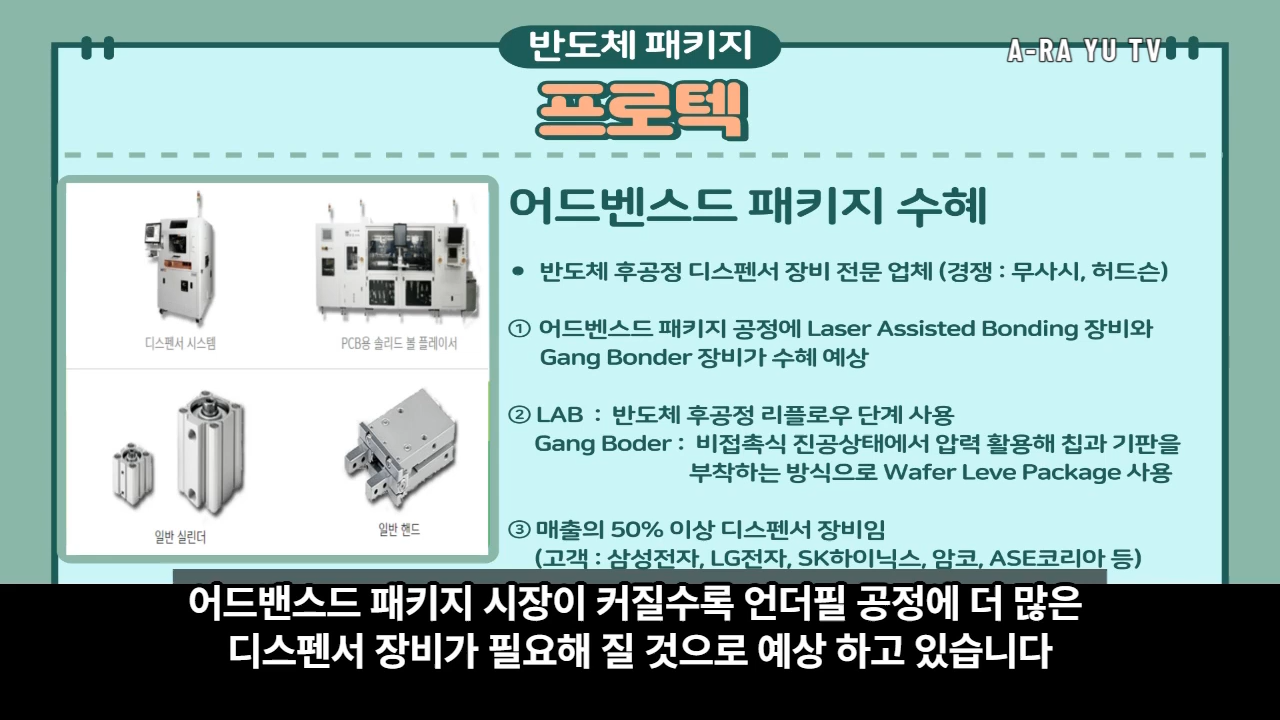 반도체 패키지
A-RA YU TV
프로텍
어드벤스드 패키지 수혜
• 반도체 후공정 디스펜서 장비 전문 업체 (경쟁 : 무사시, 허드슨)
① 어드벤스드 패키지 공정에 Laser Assisted Bonding 장비와
Gang Bonder 장비가 수혜 예상
② LAB : 반도체 후공정 리플로우 단계 사용
Gang Boder : 비접촉식 진공상태에서 압력 활용해 칩과 기판을
부착하는 방식으로 Wafer Leve Package 사용
③ 매출의 50% 이상 디스펜서 장비임
(고객 : 삼성전자, LG전자, SK하이닉스, 암코, ASE코리아 등)
디스펜서 시스템
PCB용 솔리드 볼 플레이서
일반 실린더
일반 핸드
어드밴스드 패키지 시장이 커질수록 언더필 공정에 더 많은
디스펜서 장비가 필요해 질 것으로 예상 하고 있습니다